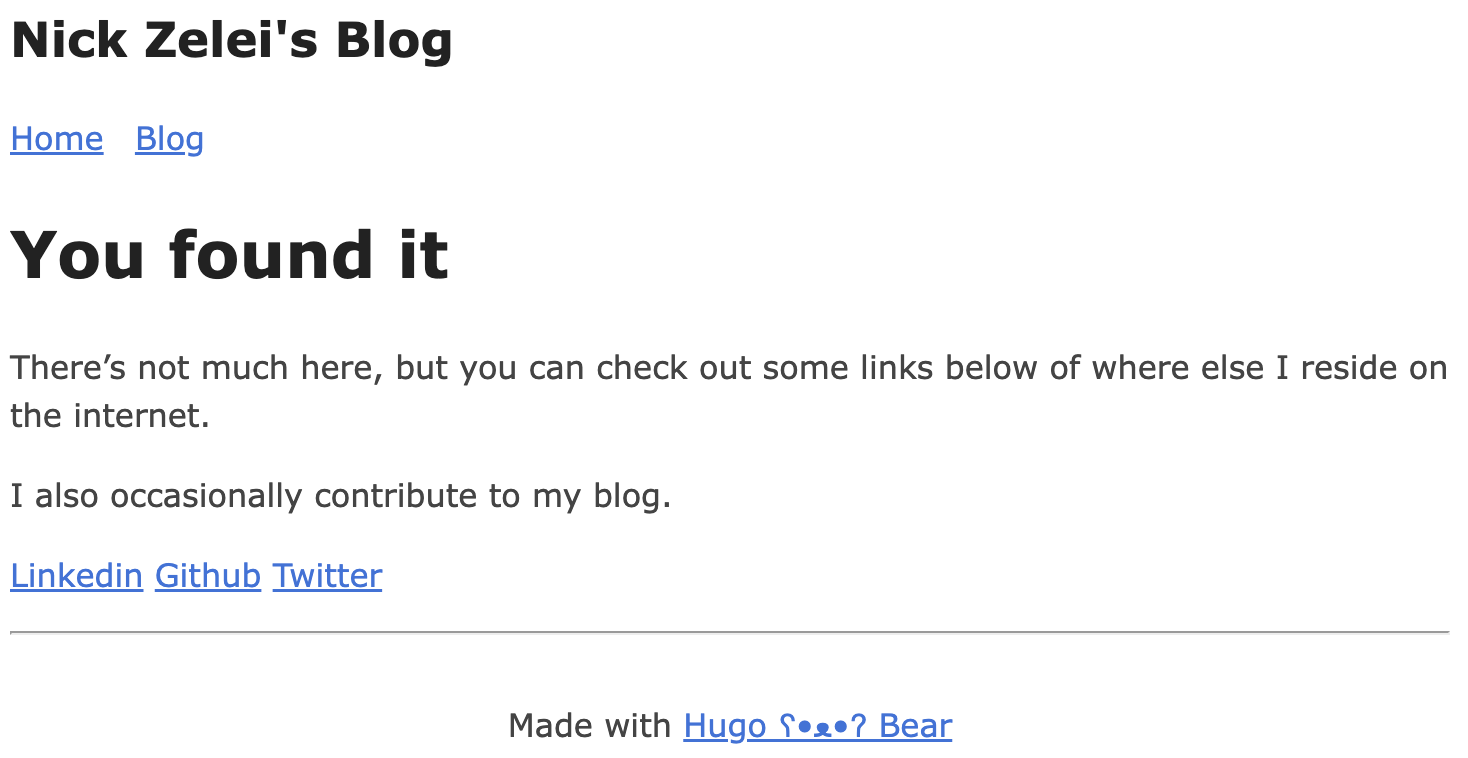 Nick Zelei's Blog
Home Blog
You found it
There’s not much here, but you can check out some links below of where else I reside on
the internet.
I also occasionally contribute to my blog.
Linkedin Github Twitter
Made with Hugo ʕ•ᴥ•ʔ Bear